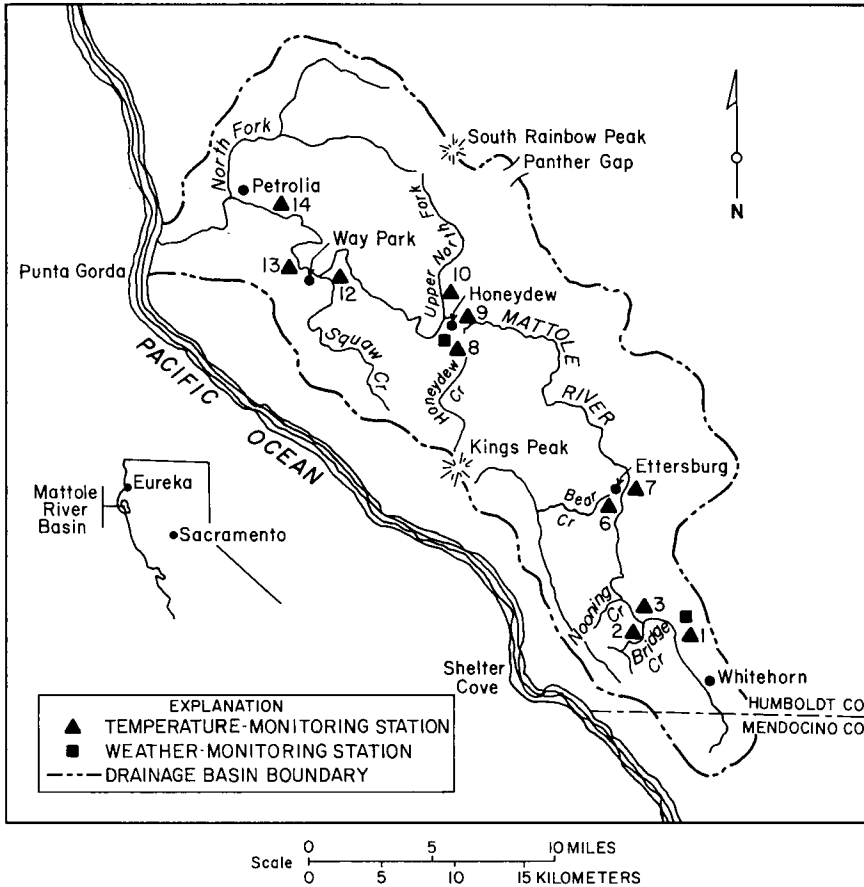 South Rainbow Peak
Panther Gap
N
North Fork
Petrolia
14
Upper North Fork
Way Park
13
12
Punta Gorda
10
Honeydew
9
MATTOLE
RIVER
8
Squaw Cr
Honeydew Cr
PACIFIC OCEAN
Kings Peak
Ettersburg
7
Bear Cr
6
Mattole
River
Basin
Eureka
Sacramento
Nooning Cr
3
2
Bridge Cr
1
Shelter
Cove
Whitehorn
HUMBOLDT CO
MENDOCINO CO
EXPLANATION
TEMPERATURE-MONITORING STATION
WEATHER-MONITORING STATION
DRAINAGE BASIN BOUNDARY
Scale
0 5 10 MILES
0 5 10 15 KILOMETERS